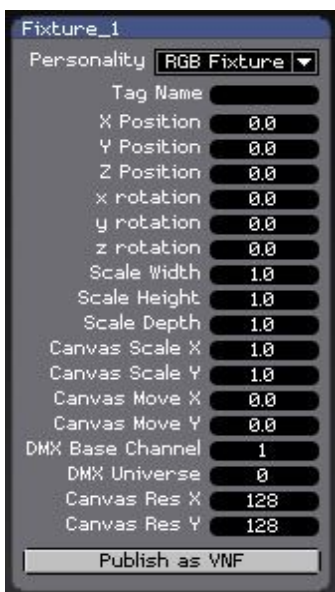 Fixture_1
Personality RGB Fixture
Tag Name
X Position 0.0
Y Position 0.0
Z Position 0.0
x rotation 0.0
y rotation 0.0
z rotation 0.0
Scale Width 1.0
Scale Height 1.0
Scale Depth 1.0
Canvas Scale X 1.0
Canvas Scale Y 1.0
Canvas Move X 0.0
Canvas Move Y 0.0
DMX Base Channel 1
DMX Universe 0
Canvas Res X 128
Canvas Res Y 128
Publish as VNF